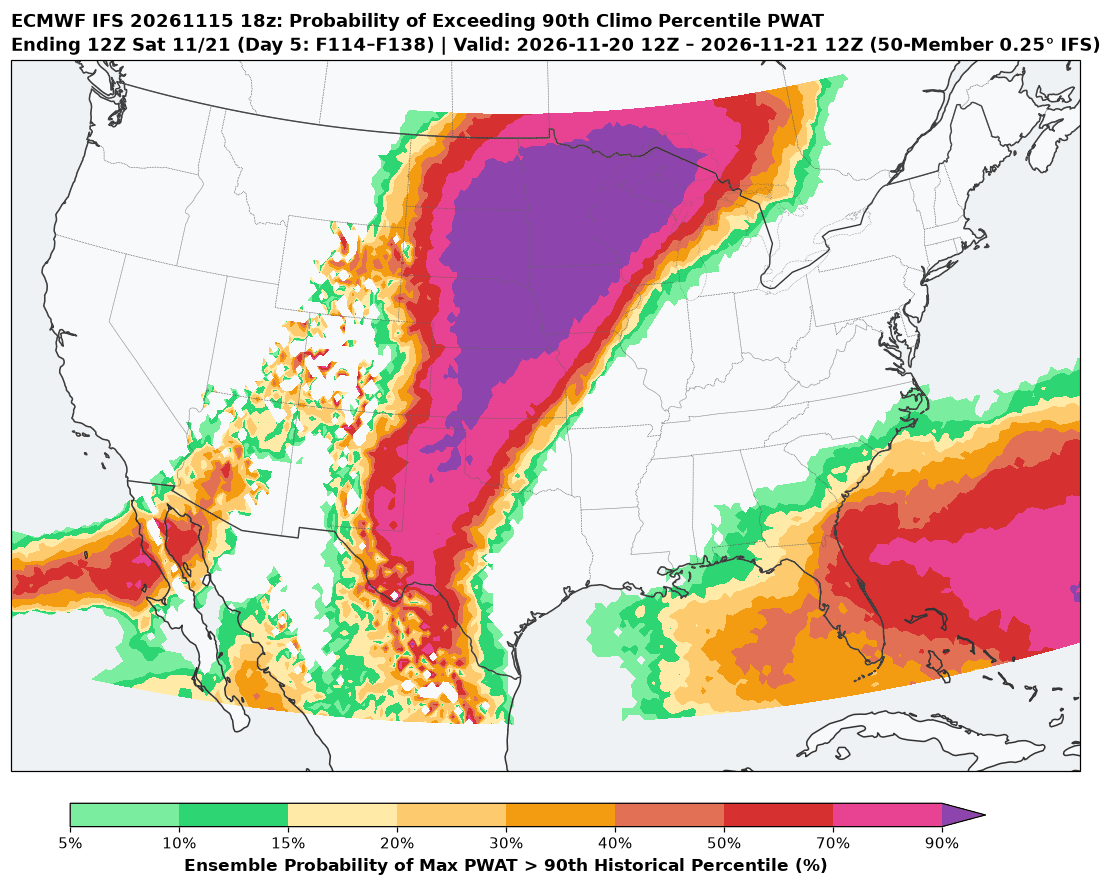 ECMWF IFS 20261115 18z: Probability of Exceeding 90th Climo Percentile PWAT
Ending 12Z Sat 11/21 (Day 5: F114–F138) | Valid: 2026-11-20 12Z – 2026-11-21 12Z (50-Member 0.25° IFS)
5% 10% 15% 20% 30% 40% 50% 70% 90%
Ensemble Probability of Max PWAT > 90th Historical Percentile (%)